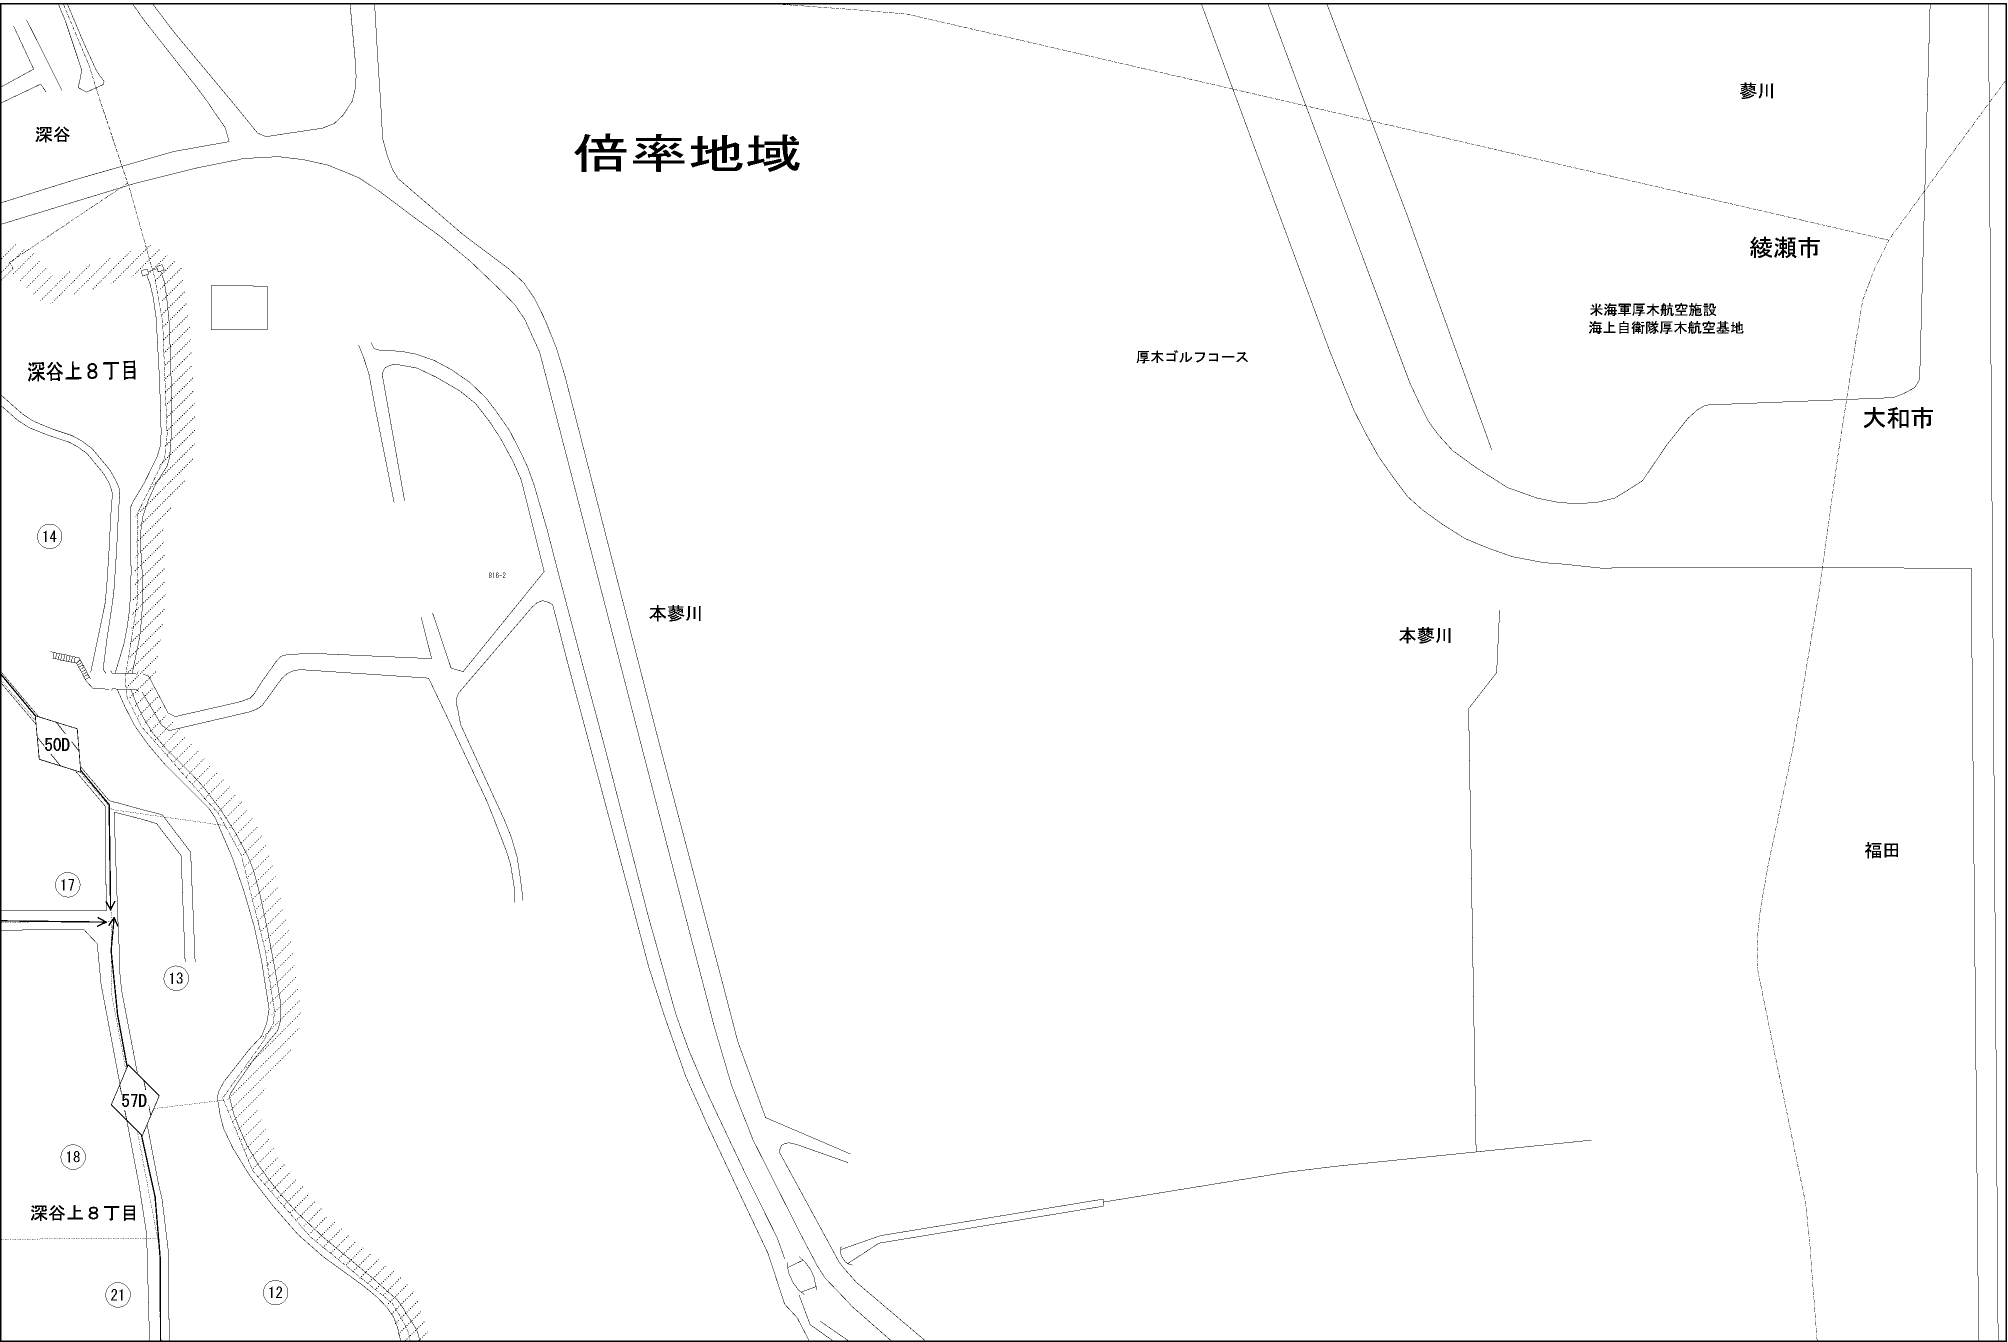 蓼川
深谷
倍率地域
綾瀬市
米海軍厚木航空施設
海上自衛隊厚木航空基地
厚木ゴルフコース
深谷上8丁目
大和市
14
816-2
本蓼川
本蓼川
50D
福田
17
13
57D
18
深谷上8丁目
21
12